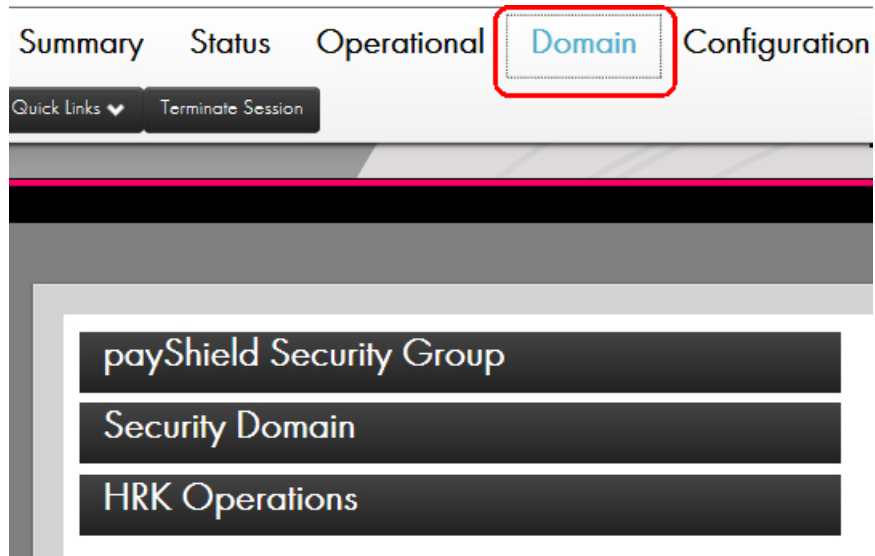 Summary Status Operational Domain Configuration
Quick Links Terminate Session
payShield Security Group
Security Domain
HRK Operations